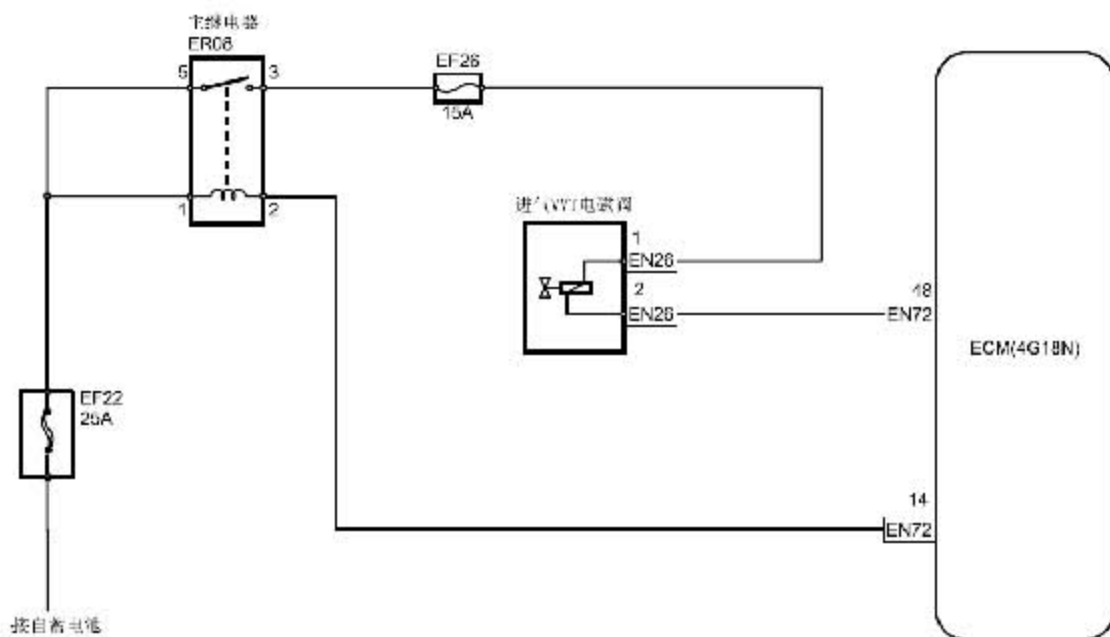 主继电器
ER08
5
3
EF26
15A
1
2
进气VVT电磁阀
1
EN26
2
EN26
48
EN72
ECM(4G18N)
EF22
25A
14
EN72
接自蓄电池